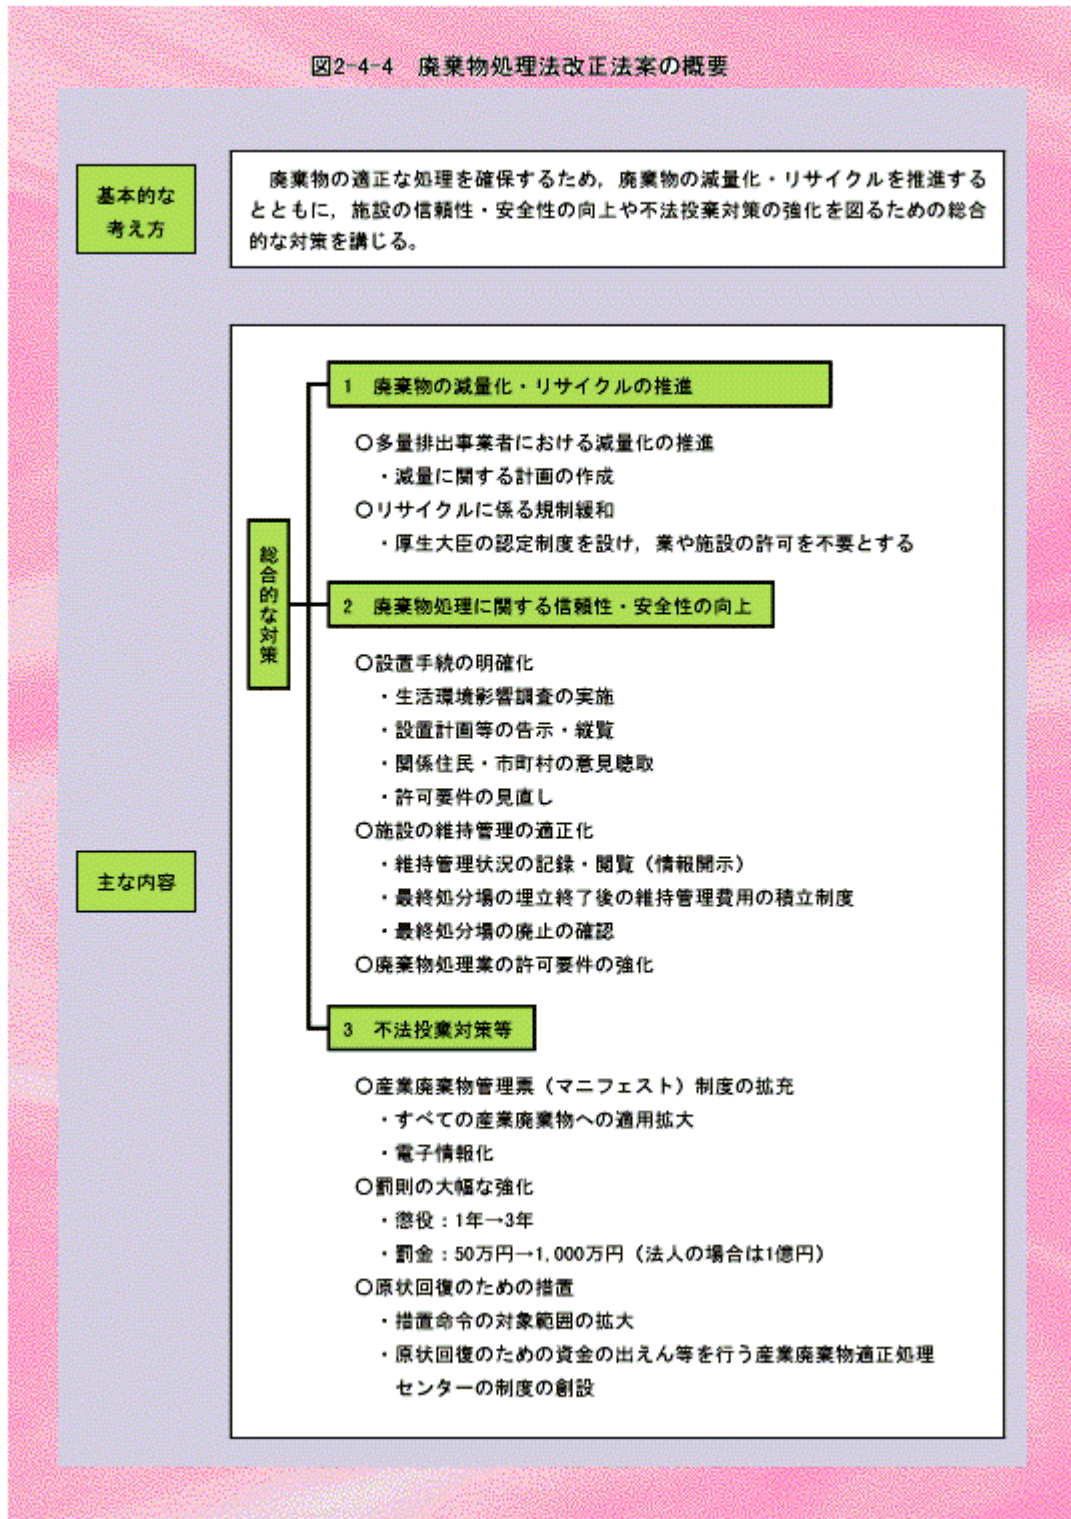 図2-4-4　廃棄物処理法改正法案の概要
基本的な
考え方
廃棄物の適正な処理を確保するため，廃棄物の減量化・リサイクルを推進する
とともに，施設の信頼性・安全性の向上や不法投棄対策の強化を図るための総合
的な対策を講じる。
主な内容
総合的な対策
1　廃棄物の減量化・リサイクルの推進
○多量排出事業者における減量化の推進
・減量に関する計画の作成
○リサイクルに係る規制緩和
・厚生大臣の認定制度を設け，業や施設の許可を不要とする
2　廃棄物処理に関する信頼性・安全性の向上
○設置手続の明確化
・生活環境影響調査の実施
・設置計画等の告示・縦覧
・関係住民・市町村の意見聴取
・許可要件の見直し
○施設の維持管理の適正化
・維持管理状況の記録・閲覧（情報開示）
・最終処分場の埋立終了後の維持管理費用の積立制度
・最終処分場の廃止の確認
○廃棄物処理業の許可要件の強化
3　不法投棄対策等
○産業廃棄物管理票（マニフェスト）制度の拡充
・すべての産業廃棄物への適用拡大
・電子情報化
○罰則の大幅な強化
・懲役：1年→3年
・罰金：50万円→1,000万円（法人の場合は1億円）
○原状回復のための措置
・措置命令の対象範囲の拡大
・原状回復のための資金の出えん等を行う産業廃棄物適正処理
センターの制度の創設